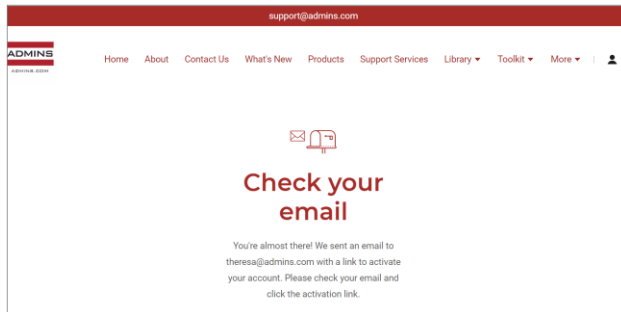 support@admins.com
ADMINS
ADMINS.COM
Home About Contact Us What's New Products Support Services Library Toolkit More
Check your
email
You're almost there! We sent an email to
theresa@admins.com with a link to activate
your account. Please check your email and
click the activation link.